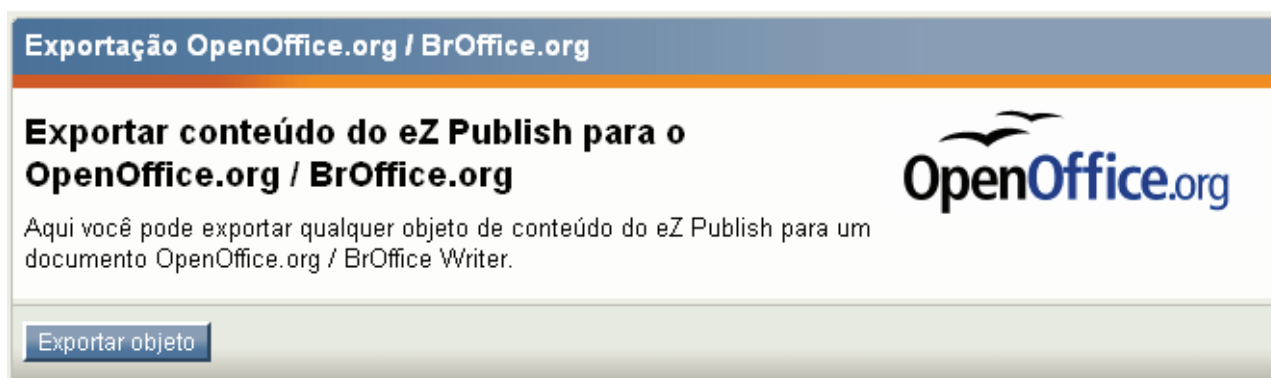 Exportação OpenOffice.org / BrOffice.org
Exportar conteúdo do eZ Publish para o
OpenOffice.org / BrOffice.org
OpenOffice.org
Aqui você pode exportar qualquer objeto de conteúdo do eZ Publish para um
documento OpenOffice.org / BrOffice Writer.
Exportar objeto